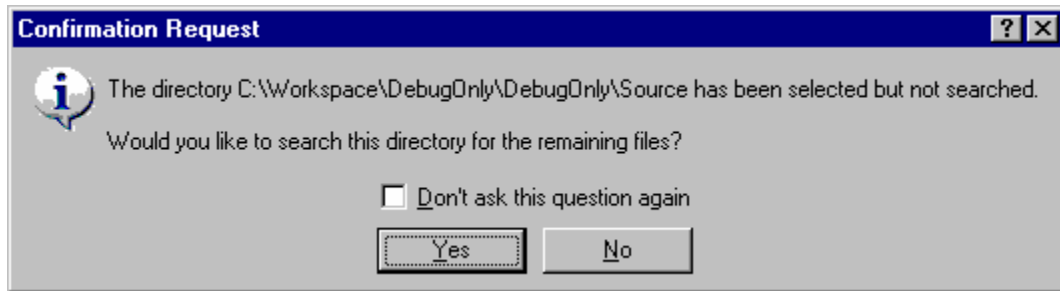 Confirmation Request
The directory C:\Workspace\DebugOnly\DebugOnly\Source has been selected but not searched.
Would you like to search this directory for the remaining files?
Don't ask this question again
Yes No